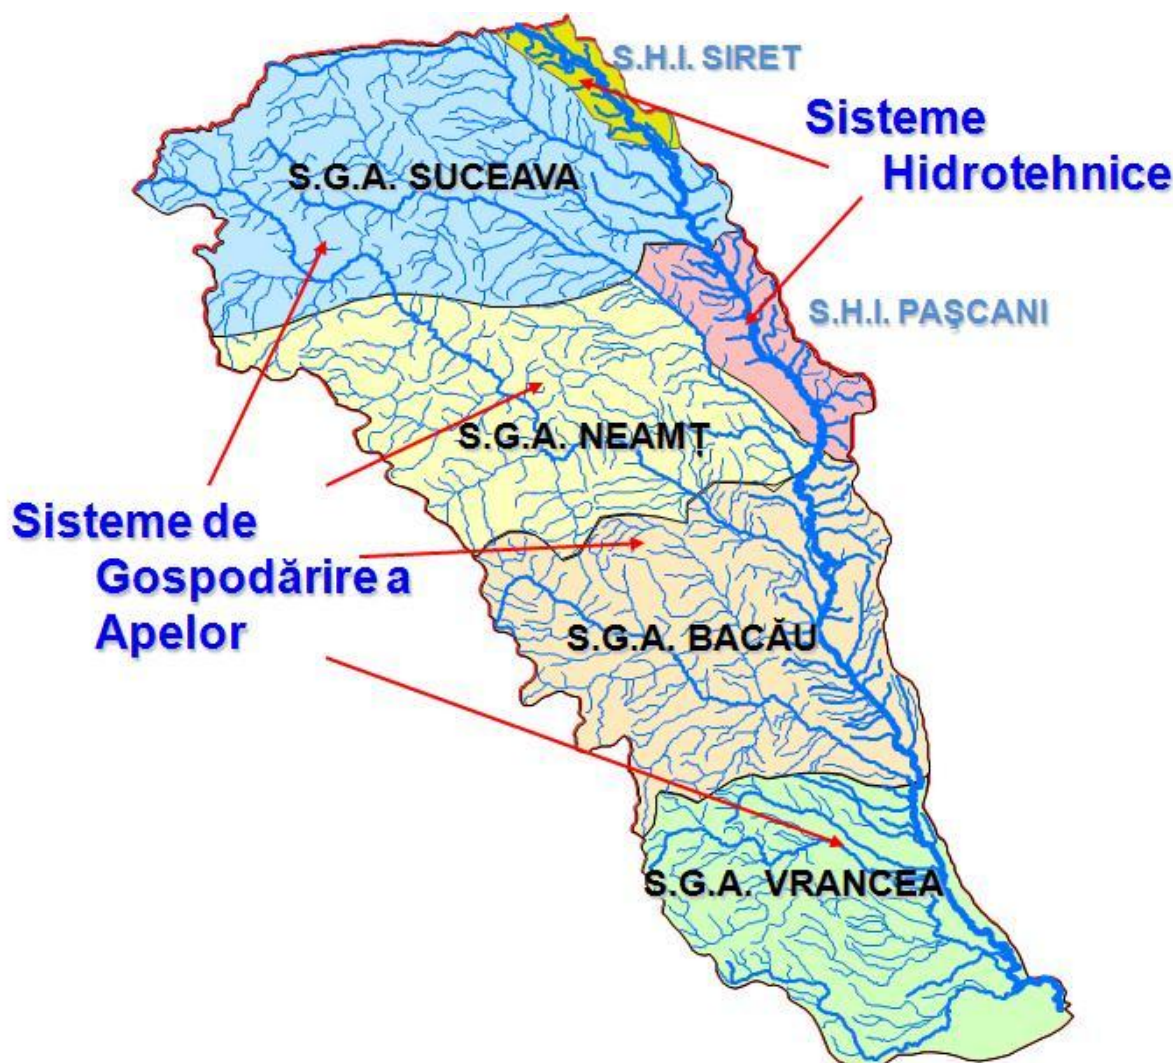 S.H.I. SIRET
Sisteme
Hidrotehnice
S.G.A. SUCEAVA
S.H.I. PAŞCANI
S.G.A. NEAMȚ
Sisteme de
Gospodărire a
Apelor
S.G.A. BACĂU
S.G.A. VRANCEA